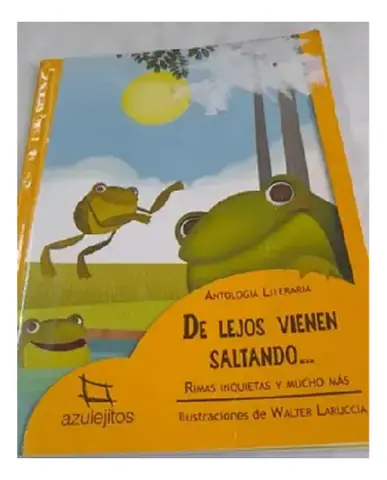 ANTOLOGÍA LITERARIA
DE LEJOS VIENEN
SALTANDO...
RIMAS INQUIETAS Y MUCHO MÁS
ILUSTRACIONES DE WALTER LARUCCIA
azulejitos